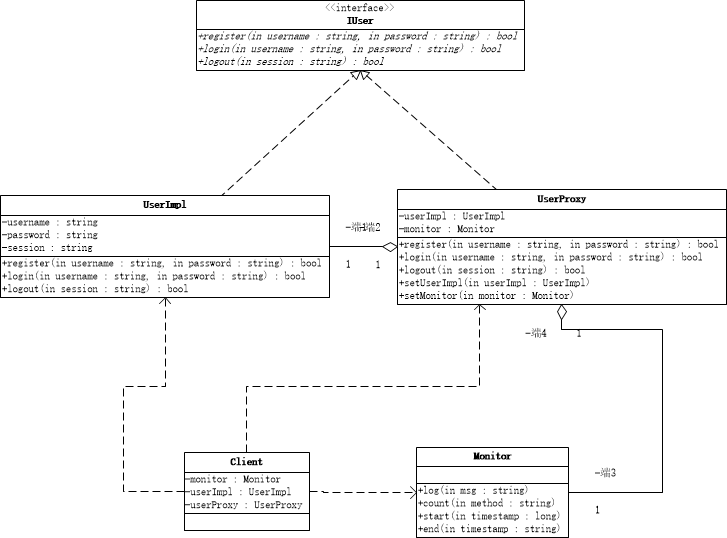 <<interface>>
IUser
+register(in username : string, in password : string) : bool
+login(in username : string, in password : string) : bool
+logout(in session : string) : bool
UserImpl
-username : string
-password : string
-session : string
+register(in username : string, in password : string) : bool
+login(in username : string, in password : string) : bool
+logout(in session : string) : bool
-端1
端2
1
1
UserProxy
-userImpl : UserImpl
-monitor : Monitor
+register(in username : string, in password : string) : bool
+login(in username : string, in password : string) : bool
+logout(in session : string) : bool
+setUserImpl(in userImpl : UserImpl)
+setMonitor(in monitor : Monitor)
-端4
1
Client
-monitor : Monitor
-userImpl : UserImpl
-userProxy : UserProxy
Monitor
+log(in msg : string)
+count(in method : string)
+start(in timestamp : long)
+end(in timestamp : string)
-端3
1